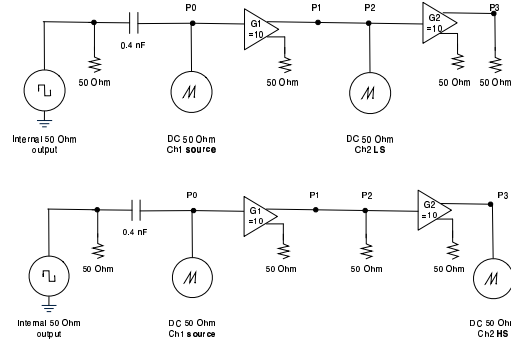 P0
P1
P2
P3
G1
=10
G2
=10
0.4 nF
50 Ohm
50 Ohm
50 Ohm
50 Ohm
Internal 50 Ohm
output
DC 50 Ohm
Ch1 source
DC 50 Ohm
Ch2 LS
P0
P1
P2
P3
G1
=10
G2
=10
0.4 nF
50 Ohm
50 Ohm
50 Ohm
50 Ohm
Internal 50 Ohm
output
DC 50 Ohm
Ch1 source
DC 50 Ohm
Ch2 HS